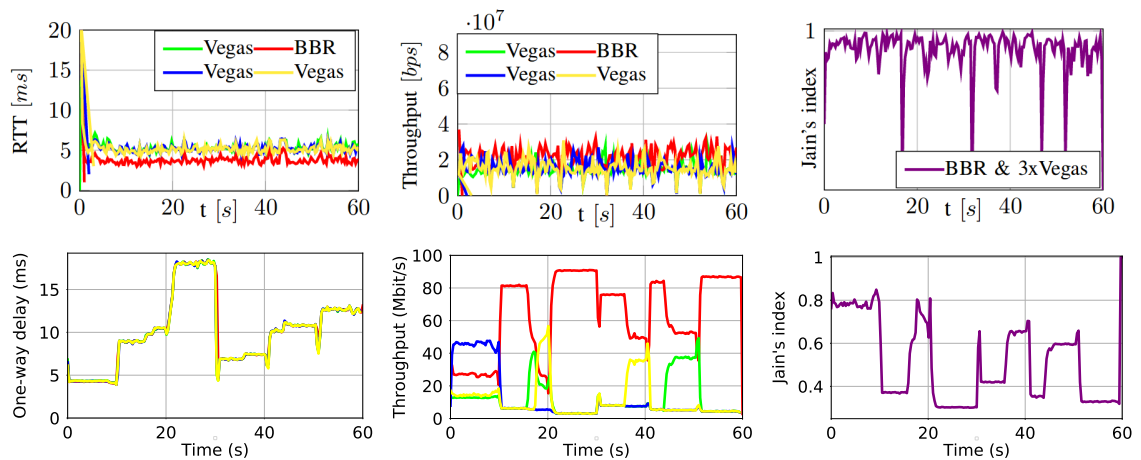 RTT [ms]
20
15
10
5
0
0
20
40
60
t [s]
Vegas
BBR
Vegas
Vegas
·10⁷
Throughput [bps]
8
6
4
2
0
0
20
40
60
t [s]
Vegas
BBR
Vegas
Vegas
Jain's index
1
0
20
40
60
t [s]
BBR & 3xVegas
One-way delay (ms)
15
10
5
0
0
20
40
60
Time (s)
Throughput (Mbit/s)
100
80
60
40
20
0
0
20
40
60
Time (s)
Jain's index
1
0.8
0.6
0.4
0
20
40
60
Time (s)